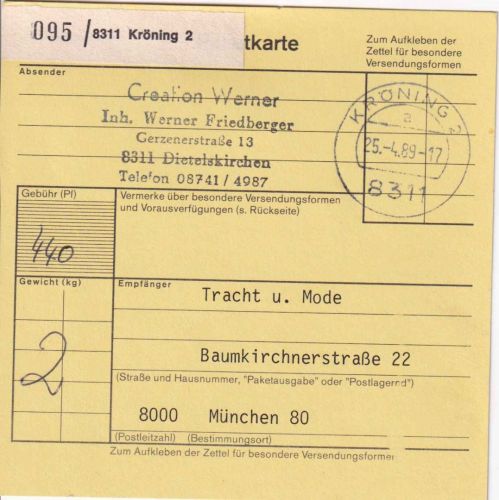 095 / 8311 Kröning 2
tkarte
Zum Aufkleben der
Zettel für besondere
Versendungsformen
Absender
Creation Werner
Inh. Werner Friedberger
Gerzenerstraße 13
8311 Dietelskirchen
Telefon 08741/4987
KRÖNING 2
a
25.-4.89-17
8311
Gebühr (Pf)
440
Vermerke über besondere Versendungsformen
und Vorausverfügungen (s. Rückseite)
Gewicht (kg)
2
Empfänger
Tracht u. Mode
Baumkirchnerstraße 22
(Straße und Hausnummer, "Paketausgabe" oder "Postlagernd")
8000 München 80
(Postleitzahl) (Bestimmungsort)
Zum Aufkleben der Zettel für besondere Versendungsformen